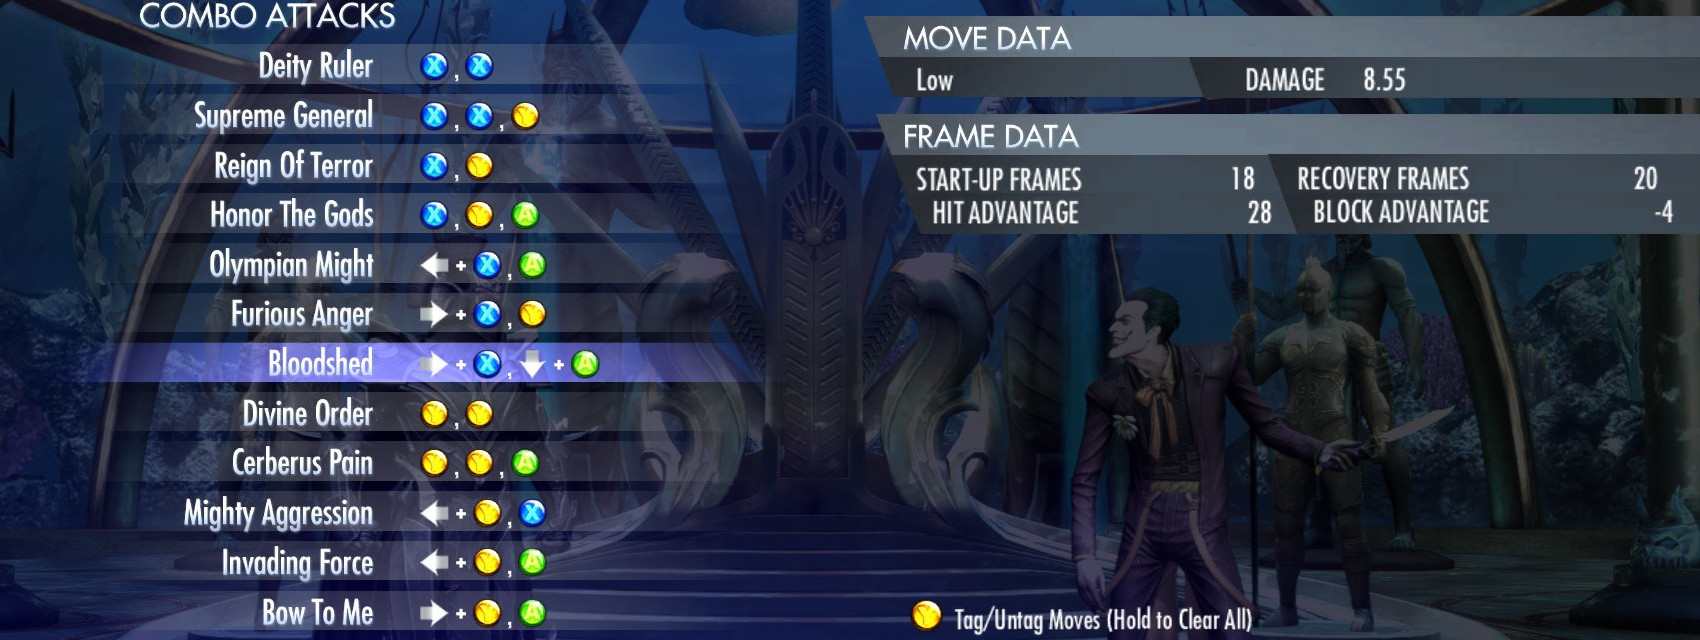 COMBO ATTACKS
Deity Ruler X , X
Supreme General X , X , Y
Reign Of Terror X , Y
Honor The Gods X , Y , A
Olympian Might + X , A
Furious Anger + X , Y
Bloodshed + X , + A
Divine Order Y , Y
Cerberus Pain Y , Y , A
Mighty Aggression + Y , X
Invading Force + Y , A
Bow To Me + Y , A
MOVE DATA
Low DAMAGE 8.55
FRAME DATA
START-UP FRAMES 18 RECOVERY FRAMES 20
HIT ADVANTAGE 28 BLOCK ADVANTAGE -4
Y Tag/Untag Moves (Hold to Clear All)